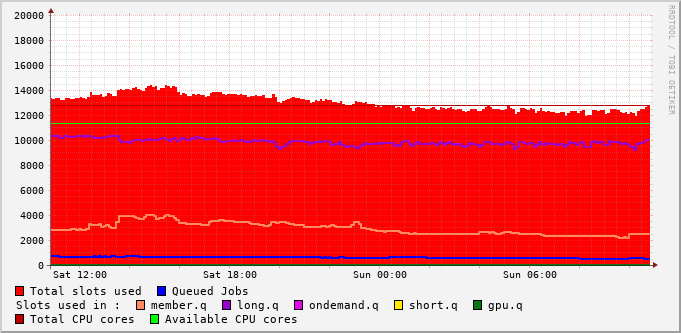 20000
18000
16000
14000
12000
10000
8000
6000
4000
2000
0
Sat 12:00 Sat 18:00 Sun 00:00 Sun 06:00
Total slots used Queued Jobs
Slots used in : member.q long.q ondemand.q short.q gpu.q
Total CPU cores Available CPU cores
RRDTOOL / TOBI OETIKER